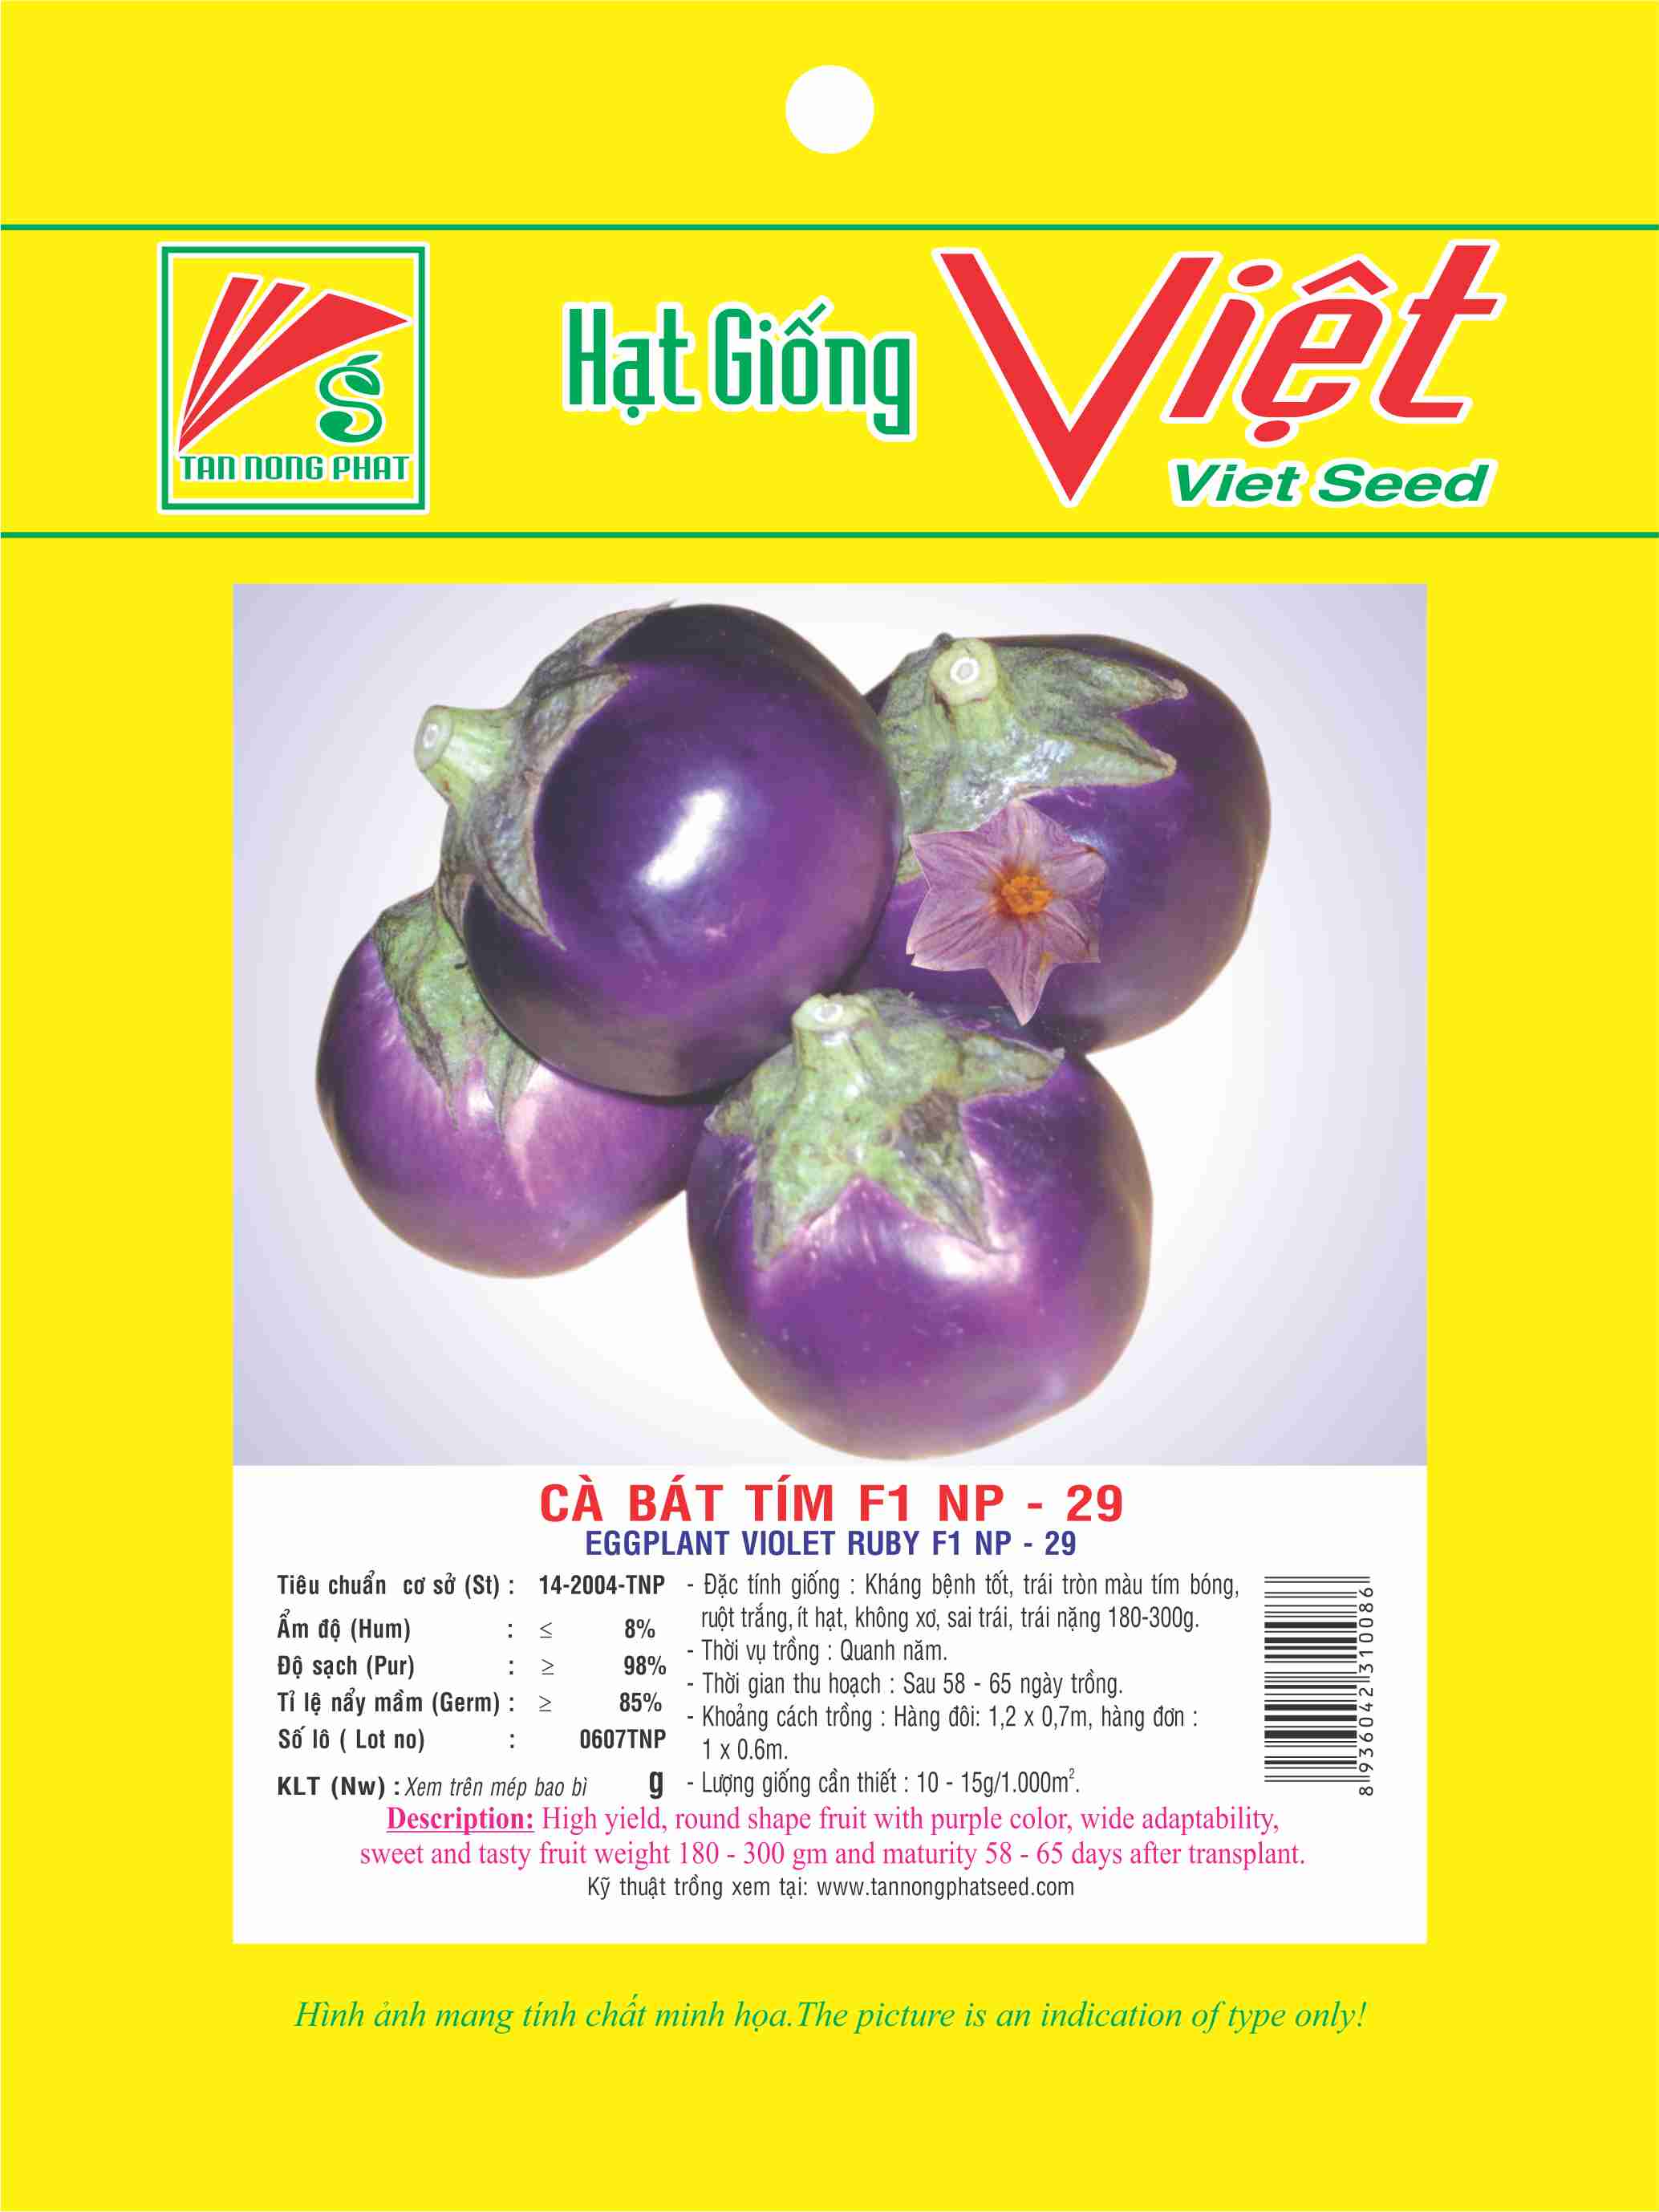 TAN NONG PHAT
Hạt Giống Việt
Viet Seed
CÀ BÁT TÍM F1 NP - 29
EGGPLANT VIOLET RUBY F1 NP - 29
Tiêu chuẩn cơ sở (St) : 14-2004-TNP
Ẩm độ (Hum) : ≤ 8%
Độ sạch (Pur) : ≥ 98%
Tỉ lệ nẩy mầm (Germ) : ≥ 85%
Số lô ( Lot no) : 0607TNP
KLT (Nw) : Xem trên mép bao bì g
- Đặc tính giống : Kháng bệnh tốt, trái tròn màu tím bóng,
ruột trắng, ít hạt, không xơ, sai trái, trái nặng 180-300g.
- Thời vụ trồng : Quanh năm.
- Thời gian thu hoạch : Sau 58 - 65 ngày trồng.
- Khoảng cách trồng : Hàng đôi: 1,2 x 0,7m, hàng đơn :
1 x 0.6m.
- Lượng giống cần thiết : 10 - 15g/1.000m².
8 936042 310086
Description: High yield, round shape fruit with purple color, wide adaptability,
sweet and tasty fruit weight 180 - 300 gm and maturity 58 - 65 days after transplant.
Kỹ thuật trồng xem tại: www.tannongphatseed.com
Hình ảnh mang tính chất minh họa.The picture is an indication of type only!